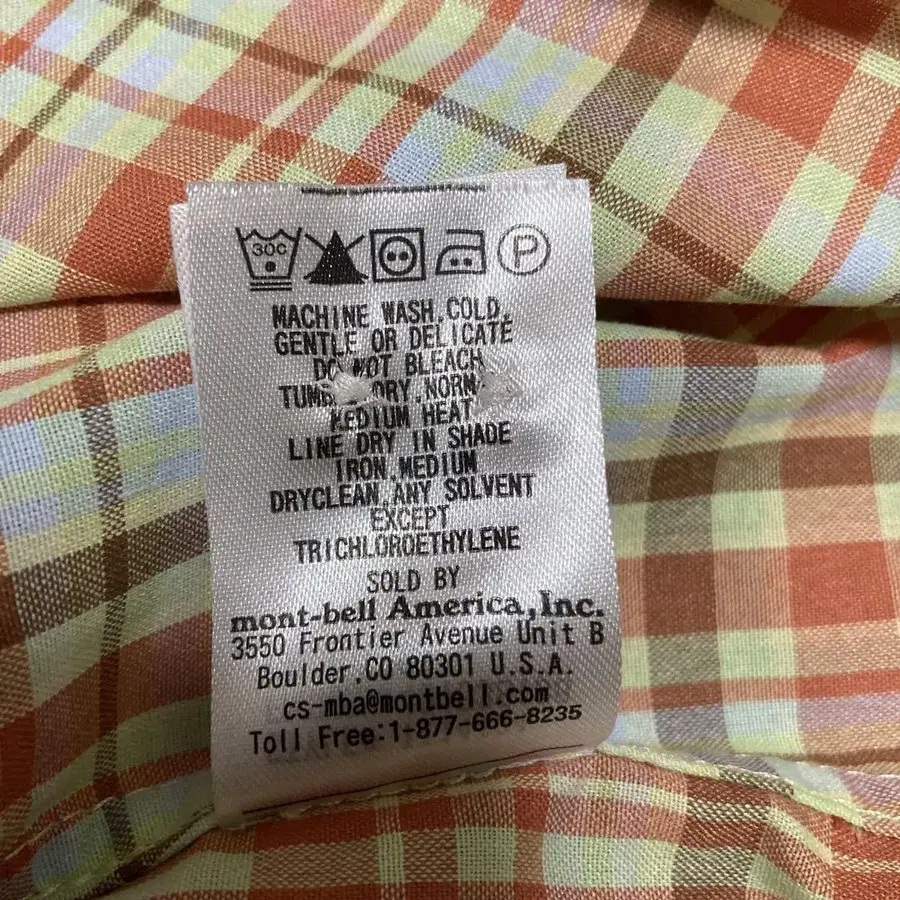 30C P
MACHINE WASH,COLD,
GENTLE OR DELICATE
DO NOT BLEACH
DRY,
MEDIUM HEAT
LINE DRY IN SHADE
IRON,MEDIUM
DRYCLEAN,ANY SOLVENT
EXCEPT
TRICHLOROETHYLENE
SOLD BY
mont-bell America,Inc.
3550 Frontier Avenue Unit B
Boulder,CO 80301 U.S.A.
cs-mba@montbell.com
Toll Free:1-877-666-8235